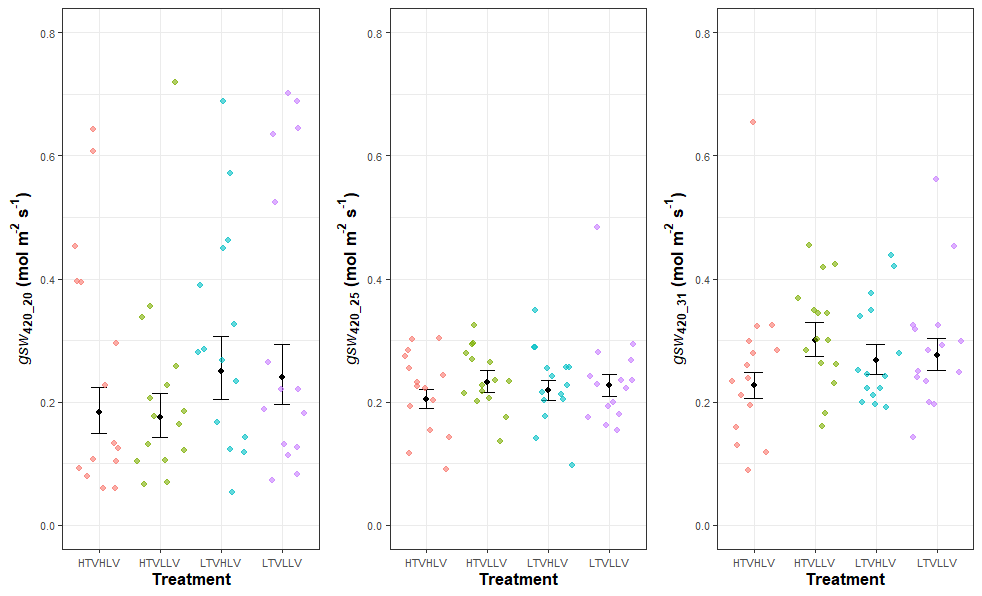 gsw420_20 (mol m-2 s-1)
0.8
0.6
0.4
0.2
0.0
HTVHLV HTVLLV LTVHLV LTVLLV
Treatment
gsw420_25 (mol m-2 s-1)
0.8
0.6
0.4
0.2
0.0
HTVHLV HTVLLV LTVHLV LTVLLV
Treatment
gsw420_31 (mol m-2 s-1)
0.8
0.6
0.4
0.2
0.0
HTVHLV HTVLLV LTVHLV LTVLLV
Treatment